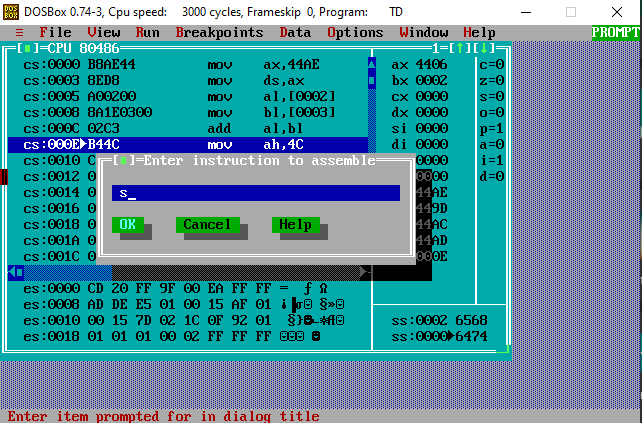 DOSBox 0.74-3, Cpu speed: 3000 cycles, Frameskip 0, Program: TD
≡ File View Run Breakpoints Data Options Window Help PROMPT
[■]=CPU 80486 1=[↑][↓]
cs:0000 B8AE44 mov ax,44AE ax 4406 c=0
cs:0003 8ED8 mov ds,ax bx 0002 z=0
cs:0005 A00200 mov al,[0002] cx 0000 s=0
cs:0008 8A1E0300 mov bl,[0003] dx 0000 o=0
cs:000C 02C3 add al,bl si 0000 p=1
cs:000E►B44C mov ah,4C di 0000 a=0
cs:0010 C [■]=Enter instruction to assemble i=1
cs:0012 0 d=0
cs:0014 0 s_ 44AE
cs:0016 0
cs:0018 0 OK Cancel Help
cs:001A 0
cs:001C 0
es:0000 CD 20 FF 9F 00 EA FF FF = ƒ Ω
es:0008 AD DE E5 01 00 15 AF 01
es:0010 00 15 7D 02 1C 0F 92 01 ss:0002 6568
es:0018 01 01 01 00 02 FF FF FF ss:0000►6474
Enter item prompted for in dialog title